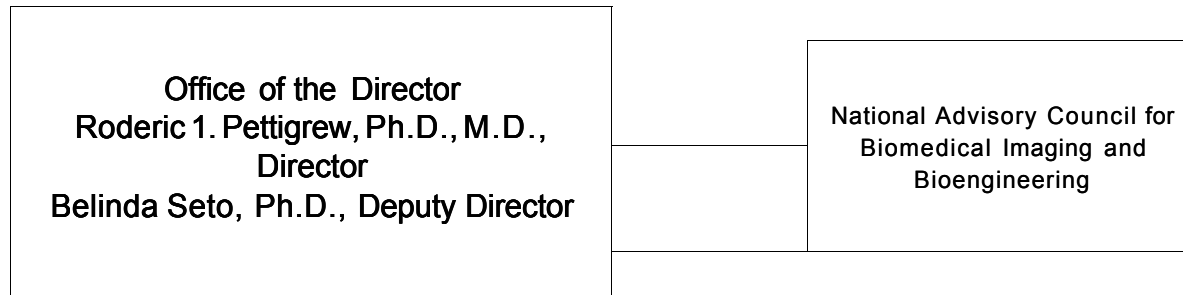 Office of the Director
Roderic 1. Pettigrew, Ph.D., M.D.,
Director
Belinda Seto, Ph.D., Deputy Director
National Advisory Council for
Biomedical Imaging and
Bioengineering